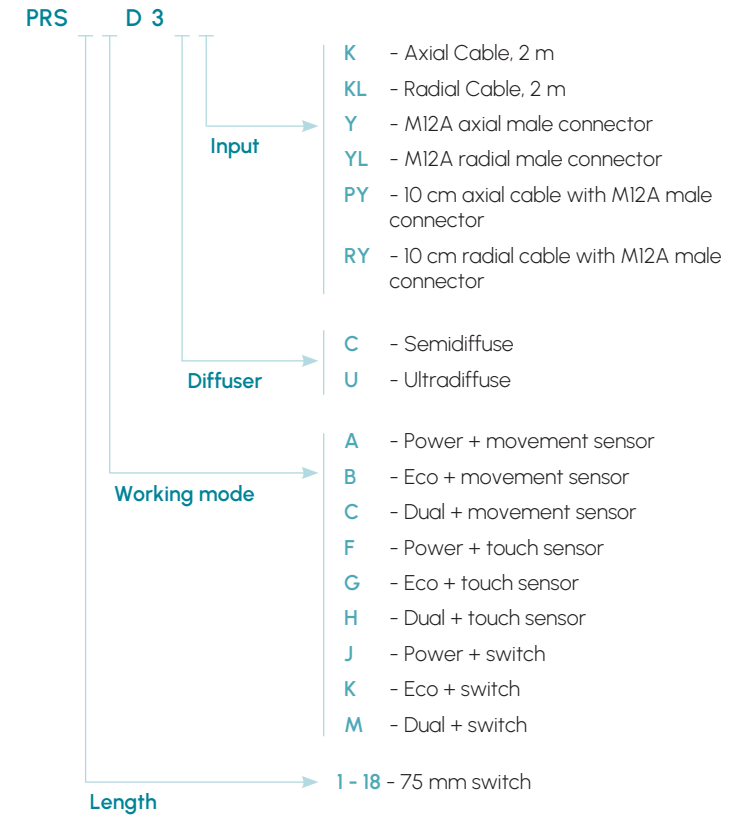 PRS D 3
K - Axial Cable, 2 m
KL - Radial Cable, 2 m
Y - M12A axial male connector
Input
YL - M12A radial male connector
PY - 10 cm axial cable with M12A male
connector
RY - 10 cm radial cable with M12A male
connector
C - Semidiffuse
Diffuser
U - Ultradiffuse
A - Power + movement sensor
B - Eco + movement sensor
Working mode
C - Dual + movement sensor
F - Power + touch sensor
G - Eco + touch sensor
H - Dual + touch sensor
J - Power + switch
K - Eco + switch
M - Dual + switch
1 - 18 - 75 mm switch
Length